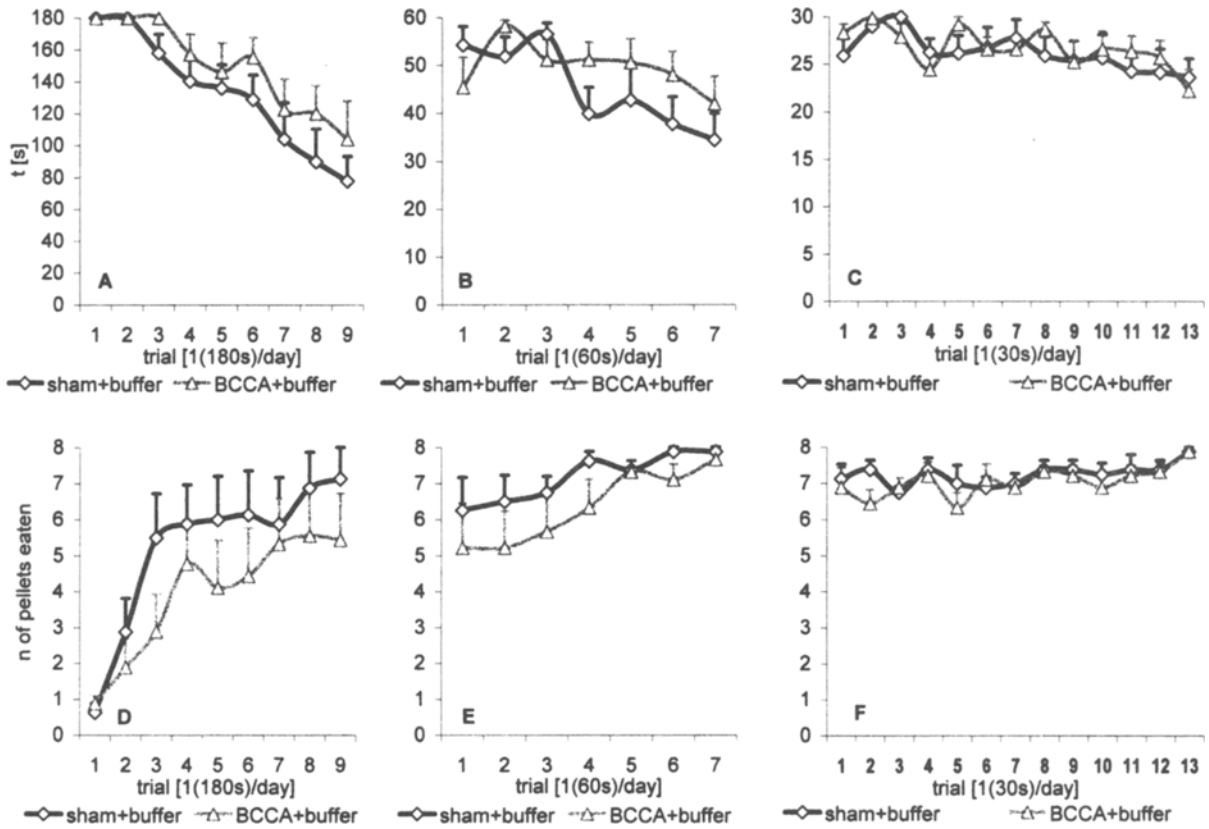 t [s]
180
160
140
120
100
80
60
40
20
0
A
1 2 3 4 5 6 7 8 9
trial [1(180s)/day]
sham+buffer BCCA+buffer
60
50
40
30
20
10
0
B
1 2 3 4 5 6 7
trial [1(60s)/day]
sham+buffer BCCA+buffer
30
25
20
15
10
5
0
C
1 2 3 4 5 6 7 8 9 10 11 12 13
trial [1(30s)/day]
sham+buffer BCCA+buffer
n of pellets eaten
8
7
6
5
4
3
2
1
0
D
1 2 3 4 5 6 7 8 9
trial [1(180s)/day]
sham+buffer BCCA+buffer
8
7
6
5
4
3
2
1
0
E
1 2 3 4 5 6 7
trial [1(60s)/day]
sham+buffer BCCA+buffer
8
7
6
5
4
3
2
1
0
F
1 2 3 4 5 6 7 8 9 10 11 12 13
trial [1(30s)/day]
sham+buffer BCCA+buffer